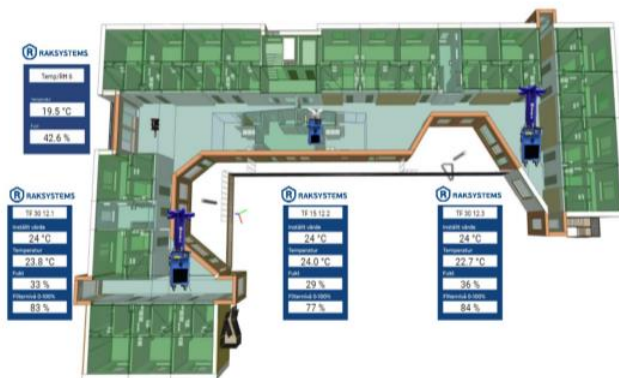 RAKSYSTEMS
Temp/RH 6
19.5 °C
Fukt
42.6 %
RAKSYSTEMS
TF 30 12.1
Inställt värde
24 °C
Temperatur
23.8 °C
Fukt
33 %
Filternivå 0-100%
83 %
RAKSYSTEMS
TF 15 12.2
Inställt värde
24 °C
Temperatur
24.0 °C
Fukt
29 %
Filternivå 0-100%
77 %
RAKSYSTEMS
TF 30 12.3
Inställt värde
24 °C
Temperatur
22.7 °C
Fukt
36 %
Filternivå 0-100%
84 %